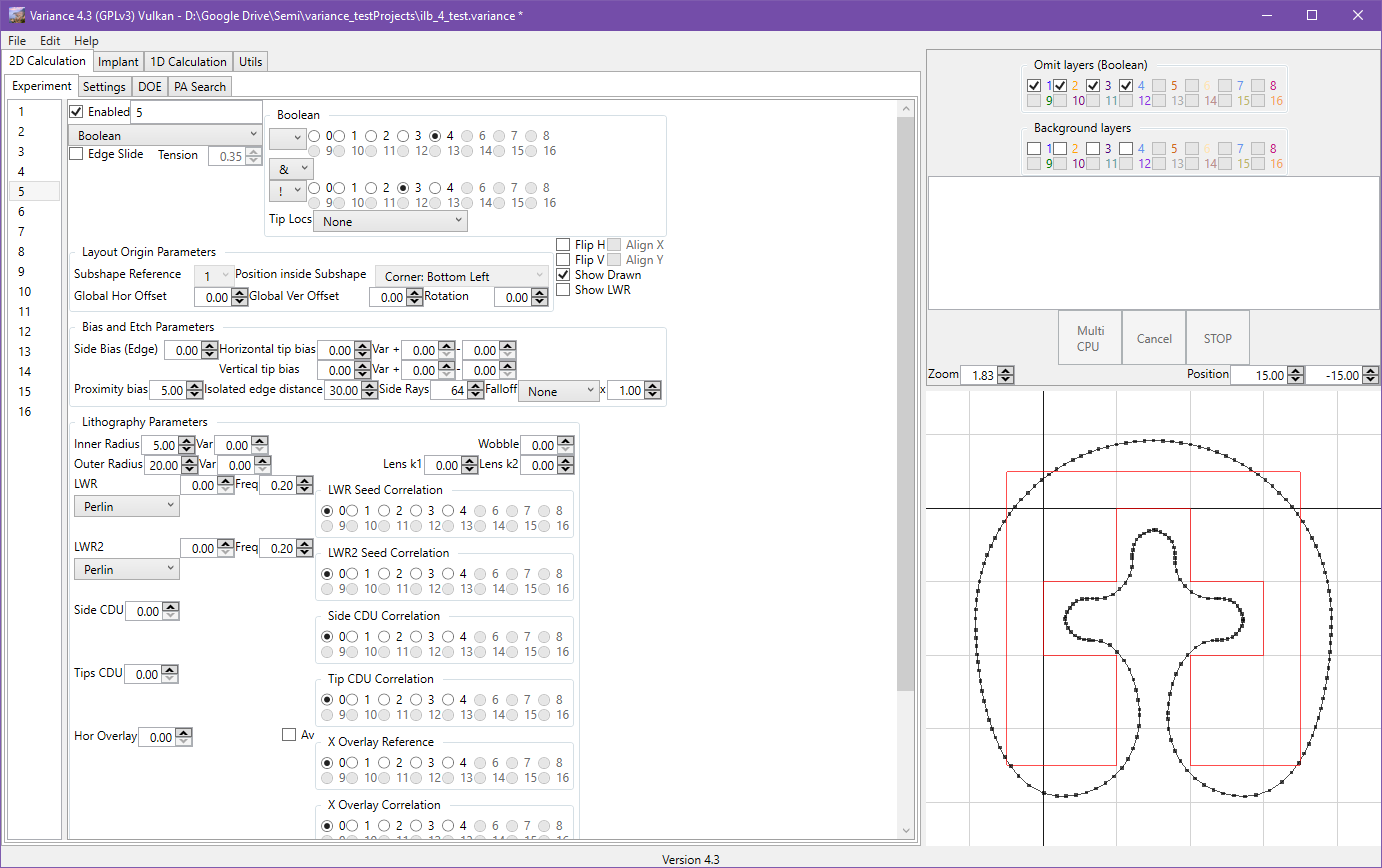 Variance 4.3 (GPLv3) Vulkan - D:\Google Drive\Semi\variance_testProjects\ilb_4_test.variance *
File Edit Help
2D Calculation Implant 1D Calculation Utils
Experiment Settings DOE PA Search
1
2
3
4
5
6
7
8
9
10
11
12
13
14
15
16
Enabled 5
Boolean
Edge Slide Tension 0.35
Boolean
0 1 2 3 4 6 7 8
9 10 11 12 13 14 15 16
&
! 0 1 2 3 4 6 7 8
9 10 11 12 13 14 15 16
Tip Locs None
Layout Origin Parameters
Subshape Reference 1 Position inside Subshape Corner: Bottom Left
Global Hor Offset 0.00 Global Ver Offset 0.00 Rotation 0.00
Flip H Align X
Flip V Align Y
Show Drawn
Show LWR
Bias and Etch Parameters
Side Bias (Edge) 0.00 Horizontal tip bias 0.00 Var + 0.00 - 0.00
Vertical tip bias 0.00 Var + 0.00 - 0.00
Proximity bias 5.00 Isolated edge distance 30.00 Side Rays 64 Falloff None x 1.00
Lithography Parameters
Inner Radius 5.00 Var 0.00 Wobble 0.00
Outer Radius 20.00 Var 0.00 Lens k1 0.00 Lens k2 0.00
LWR 0.00 Freq 0.20
Perlin
LWR Seed Correlation
0 1 2 3 4 6 7 8
9 10 11 12 13 14 15 16
LWR2 0.00 Freq 0.20
Perlin
LWR2 Seed Correlation
0 1 2 3 4 6 7 8
9 10 11 12 13 14 15 16
Side CDU 0.00
Side CDU Correlation
0 1 2 3 4 6 7 8
9 10 11 12 13 14 15 16
Tips CDU 0.00
Tip CDU Correlation
0 1 2 3 4 6 7 8
9 10 11 12 13 14 15 16
Hor Overlay 0.00 Av
X Overlay Reference
0 1 2 3 4 6 7 8
9 10 11 12 13 14 15 16
X Overlay Correlation
0 1 2 3 4 6 7 8
Omit layers (Boolean)
1 2 3 4 5 6 7 8
9 10 11 12 13 14 15 16
Background layers
1 2 3 4 5 6 7 8
9 10 11 12 13 14 15 16
Multi CPU Cancel STOP
Zoom 1.83 Position 15.00 -15.00
Version 4.3